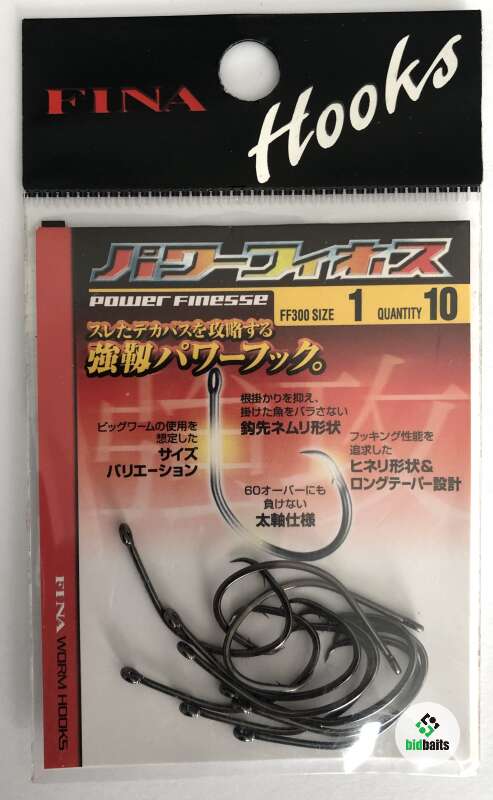 FINA
Hooks
パワーフィネス
POWER FINESSE
FF300 SIZE 1 QUANTITY 10
スレたデカバスを攻略する
強靱パワーフック。
根掛かりを抑え、
掛けた魚をバラさない
鈎先ネムリ形状
ビッグワームの使用を
想定した
サイズ
バリエーション
フッキング性能を
追求した
ヒネリ形状&
ロングテーパー設計
60オーバーにも
負けない
太軸仕様
FINA WORM HOOKS
bidbaits